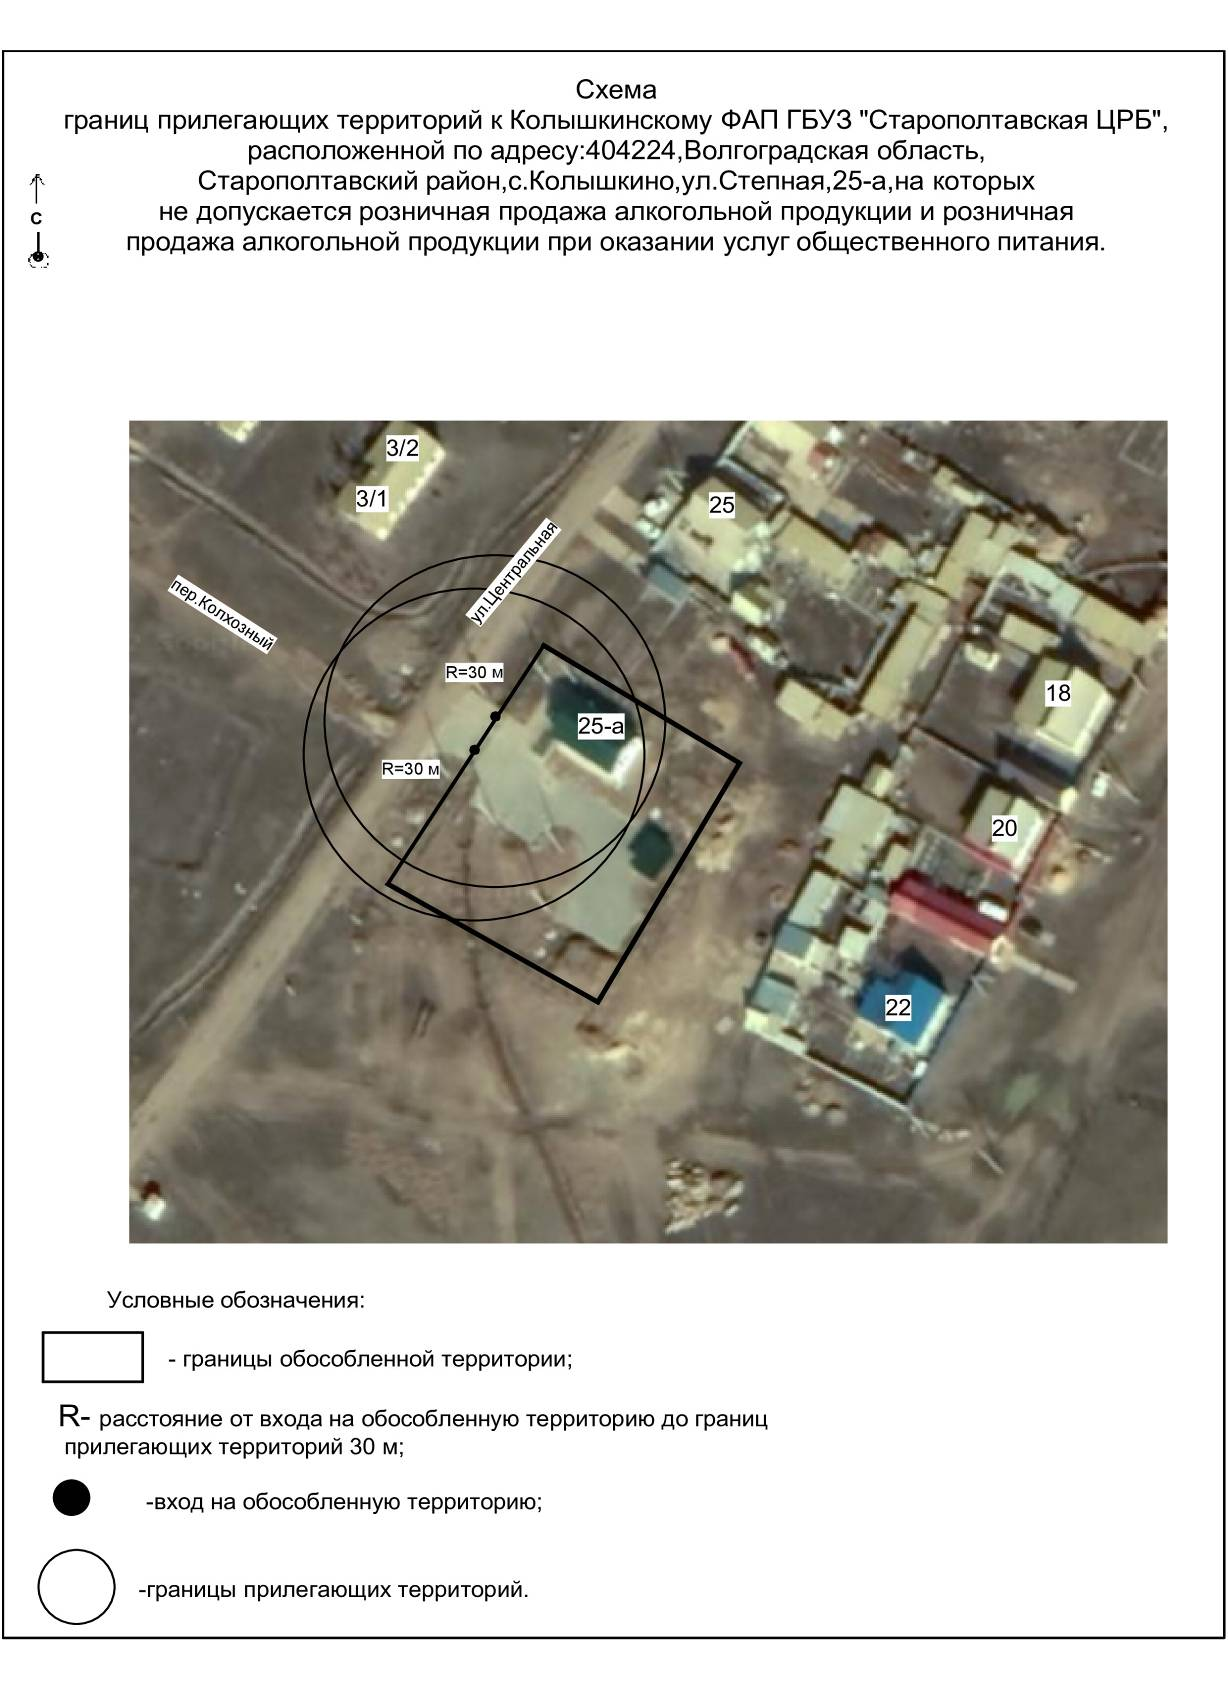 Схема
границ прилегающих территорий к Колышкинскому ФАП ГБУЗ "Старополтавская ЦРБ",
расположенной по адресу:404224,Волгоградская область,
Старополтавский район,с.Колышкино,ул.Степная,25-а,на которых
не допускается розничная продажа алкогольной продукции и розничная
продажа алкогольной продукции при оказании услуг общественного питания.
с
3/2
3/1
25
ул.Центральная
пер.Колхозный
R=30 м
18
25-а
R=30 м
20
22
Условные обозначения:
- границы обособленной территории;
R- расстояние от входа на обособленную территорию до границ
прилегающих территорий 30 м;
-вход на обособленную территорию;
-границы прилегающих территорий.